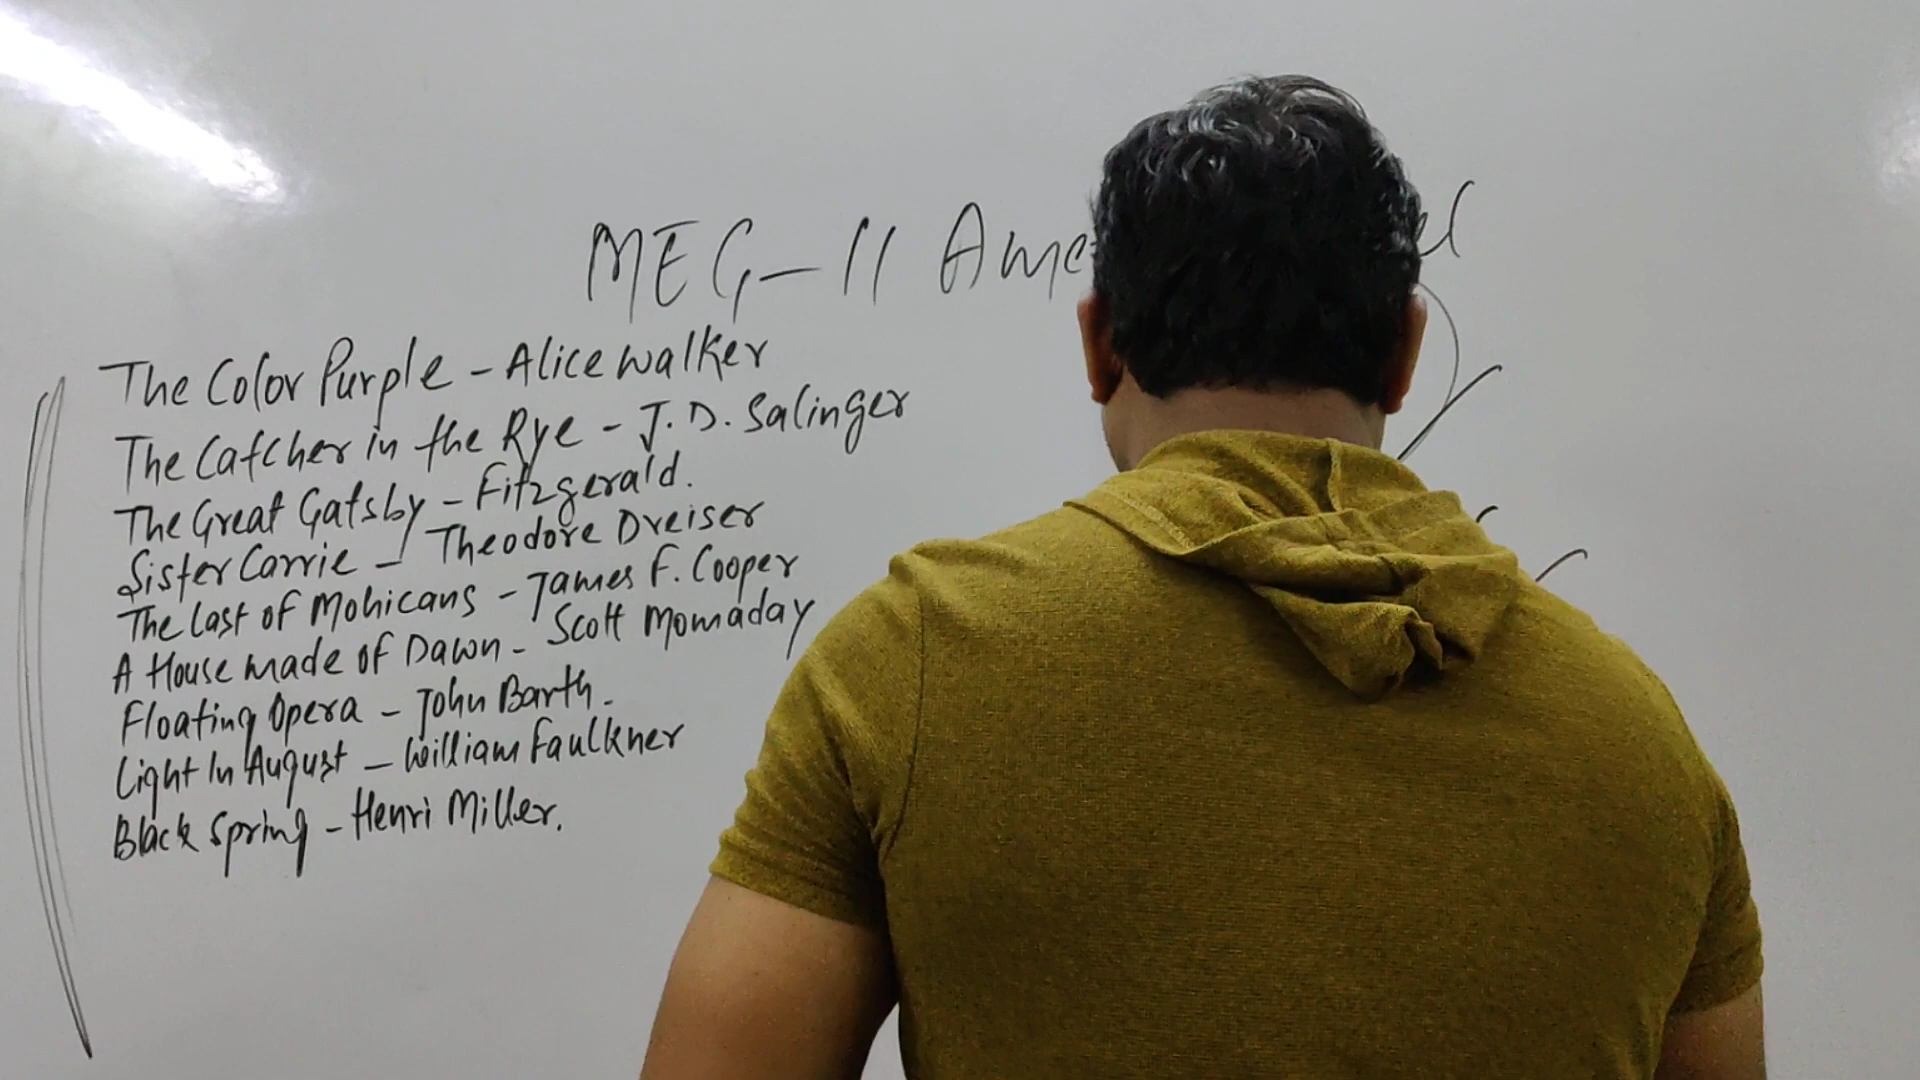 MEG-11 Ame
The Color Purple - Alice walker
The Catcher in the Rye - J. D. Salinger
The Great Gatsby - Fitzgerald.
Sister Carrie - Theodore Dreiser
The Last of Mohicans - James F. Cooper
A House made of Dawn - Scott Momaday
Floating Opera - John Barth.
Light In August - William Faulkner
Black Spring - Henri Miller.